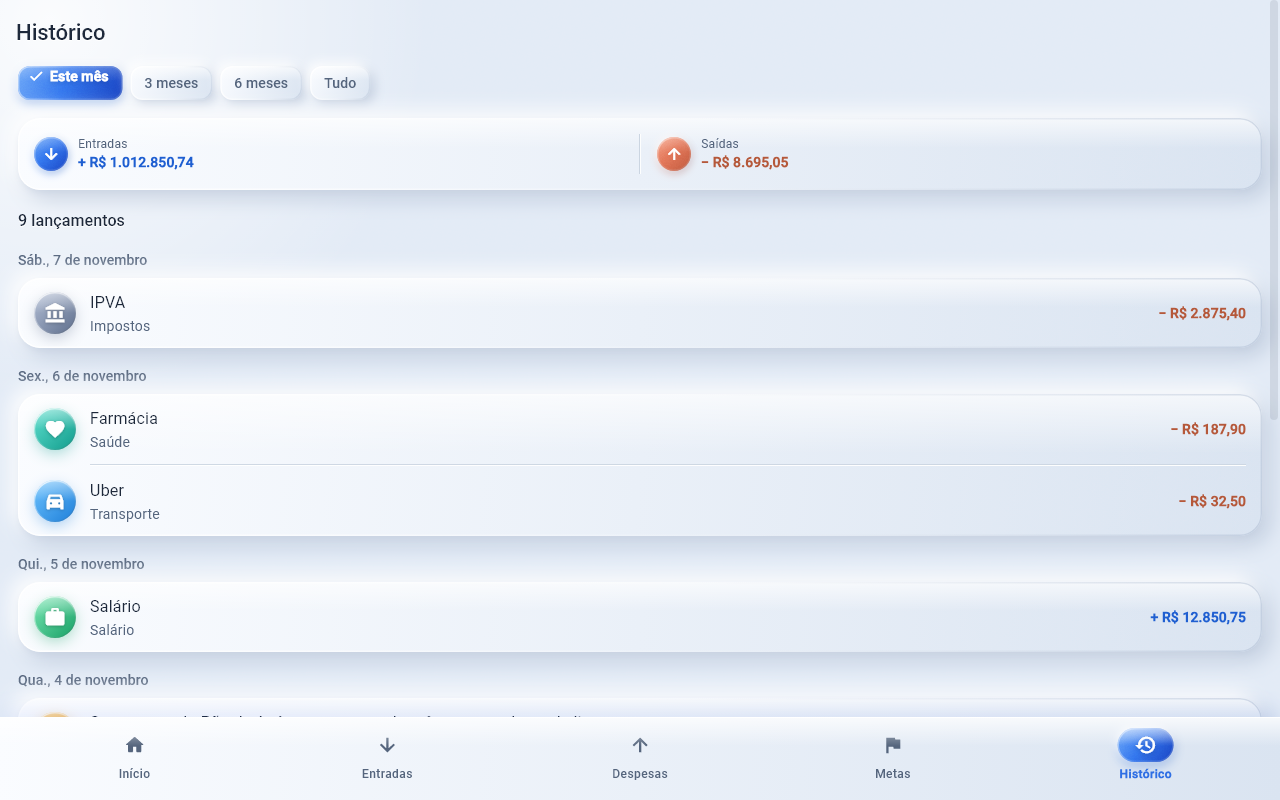 Histórico
Este mês
3 meses
6 meses
Tudo
Entradas
+ R$ 1.012.850,74
Saídas
− R$ 8.695,05
9 lançamentos
Sáb., 7 de novembro
IPVA
Impostos
− R$ 2.875,40
Sex., 6 de novembro
Farmácia
Saúde
− R$ 187,90
Uber
Transporte
− R$ 32,50
Qui., 5 de novembro
Salário
Salário
+ R$ 12.850,75
Qua., 4 de novembro
Início
Entradas
Despesas
Metas
Histórico